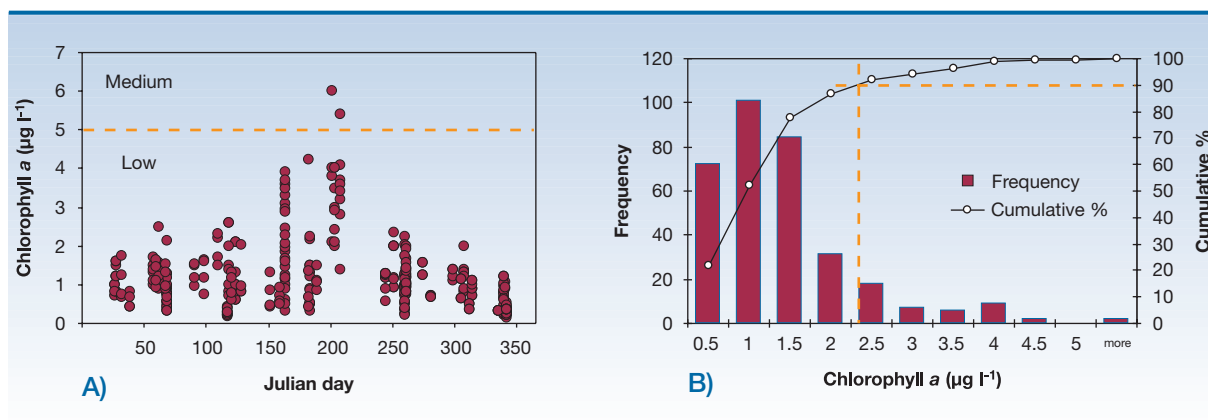 7
6
5
4
3
2
1
0
Chlorophyll a (µg l-1)
Medium
Low
50 100 150 200 250 300 350
Julian day
A)
120
100
80
60
40
20
0
Frequency
Frequency
Cumulative %
100
90
80
70
60
50
40
30
20
10
0
Cumulative %
0.5 1 1.5 2 2.5 3 3.5 4 4.5 5 more
Chlorophyll a (µg l-1)
B)